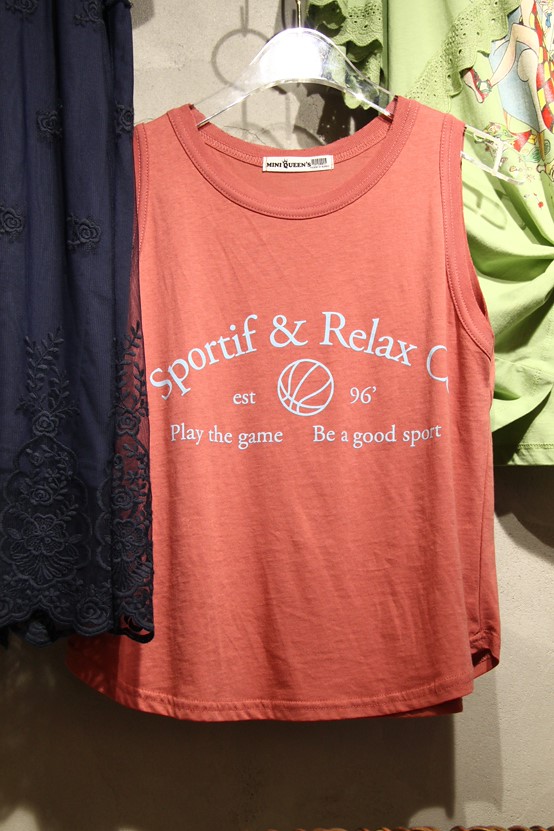 MINI QUEEN'S
Sportif & Relax C
est 96'
Play the game Be a good sport